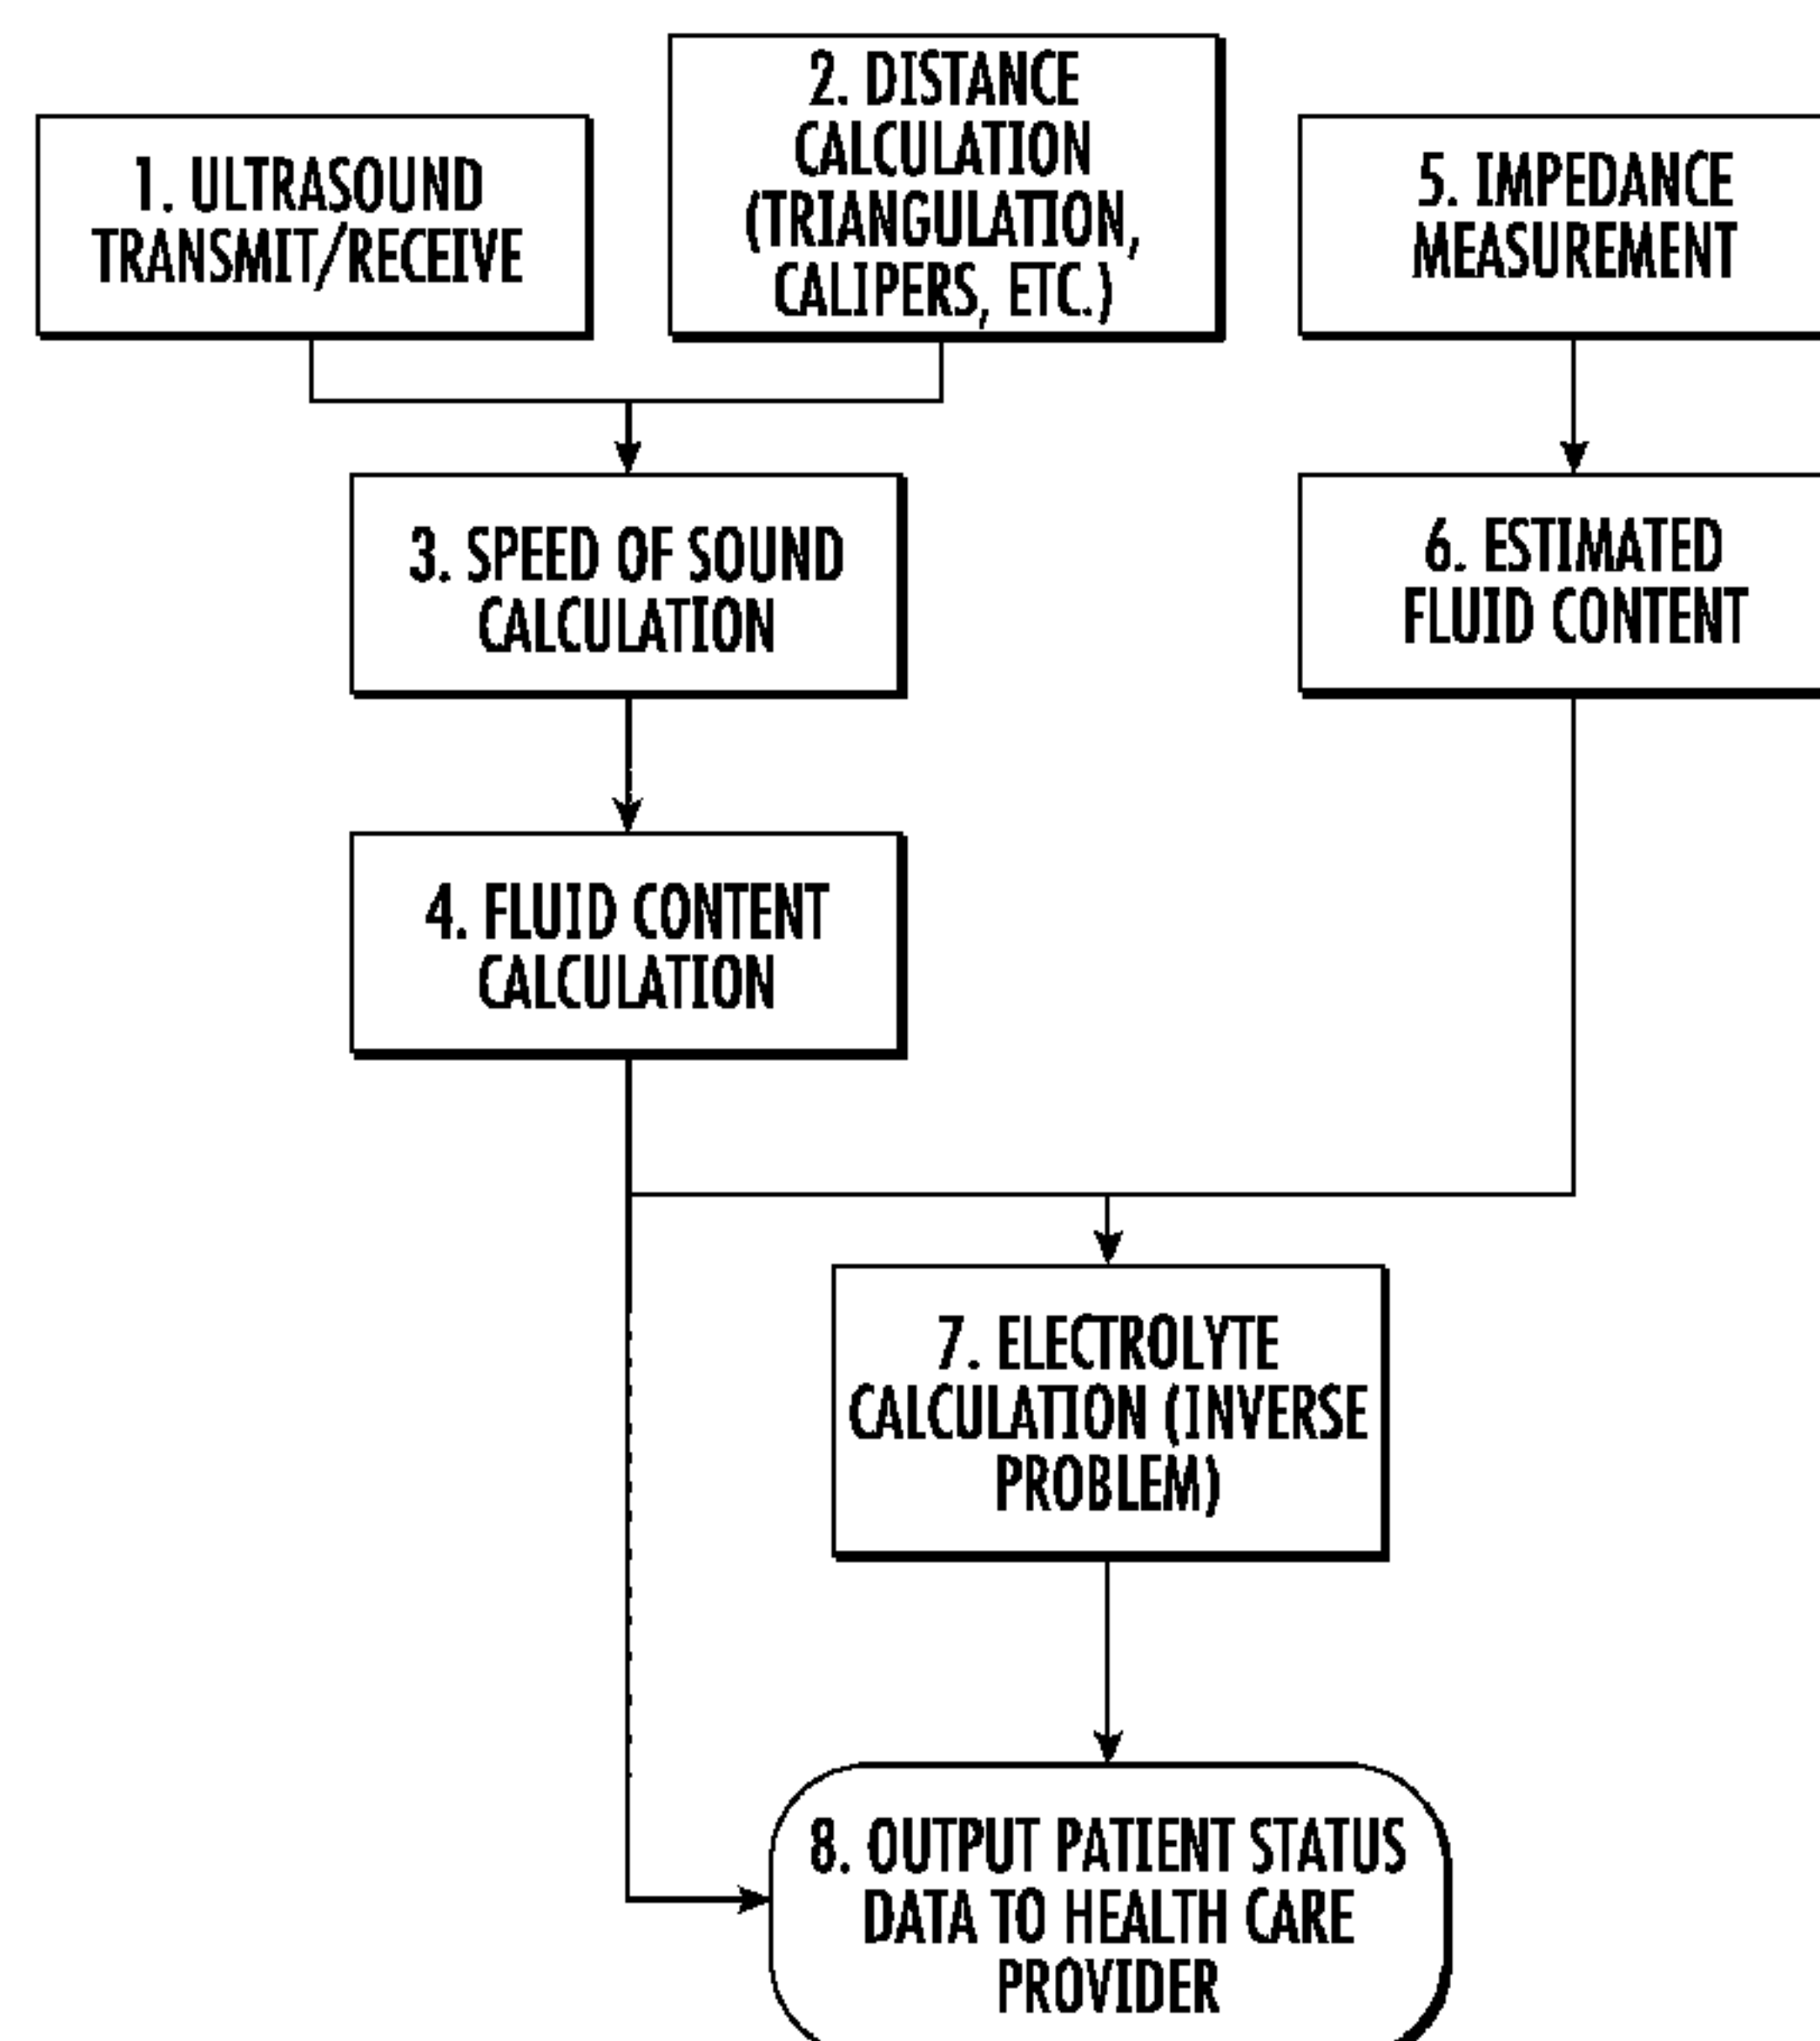 1. ULTRASOUND
TRANSMIT/RECEIVE
2. DISTANCE
CALCULATION
(TRIANGULATION,
CALIPERS, ETC.)
5. IMPEDANCE
MEASUREMENT
3. SPEED OF SOUND
CALCULATION
6. ESTIMATED
FLUID CONTENT
4. FLUID CONTENT
CALCULATION
7. ELECTROLYTE
CALCULATION (INVERSE
PROBLEM)
8. OUTPUT PATIENT STATUS
DATA TO HEALTH CARE
PROVIDER